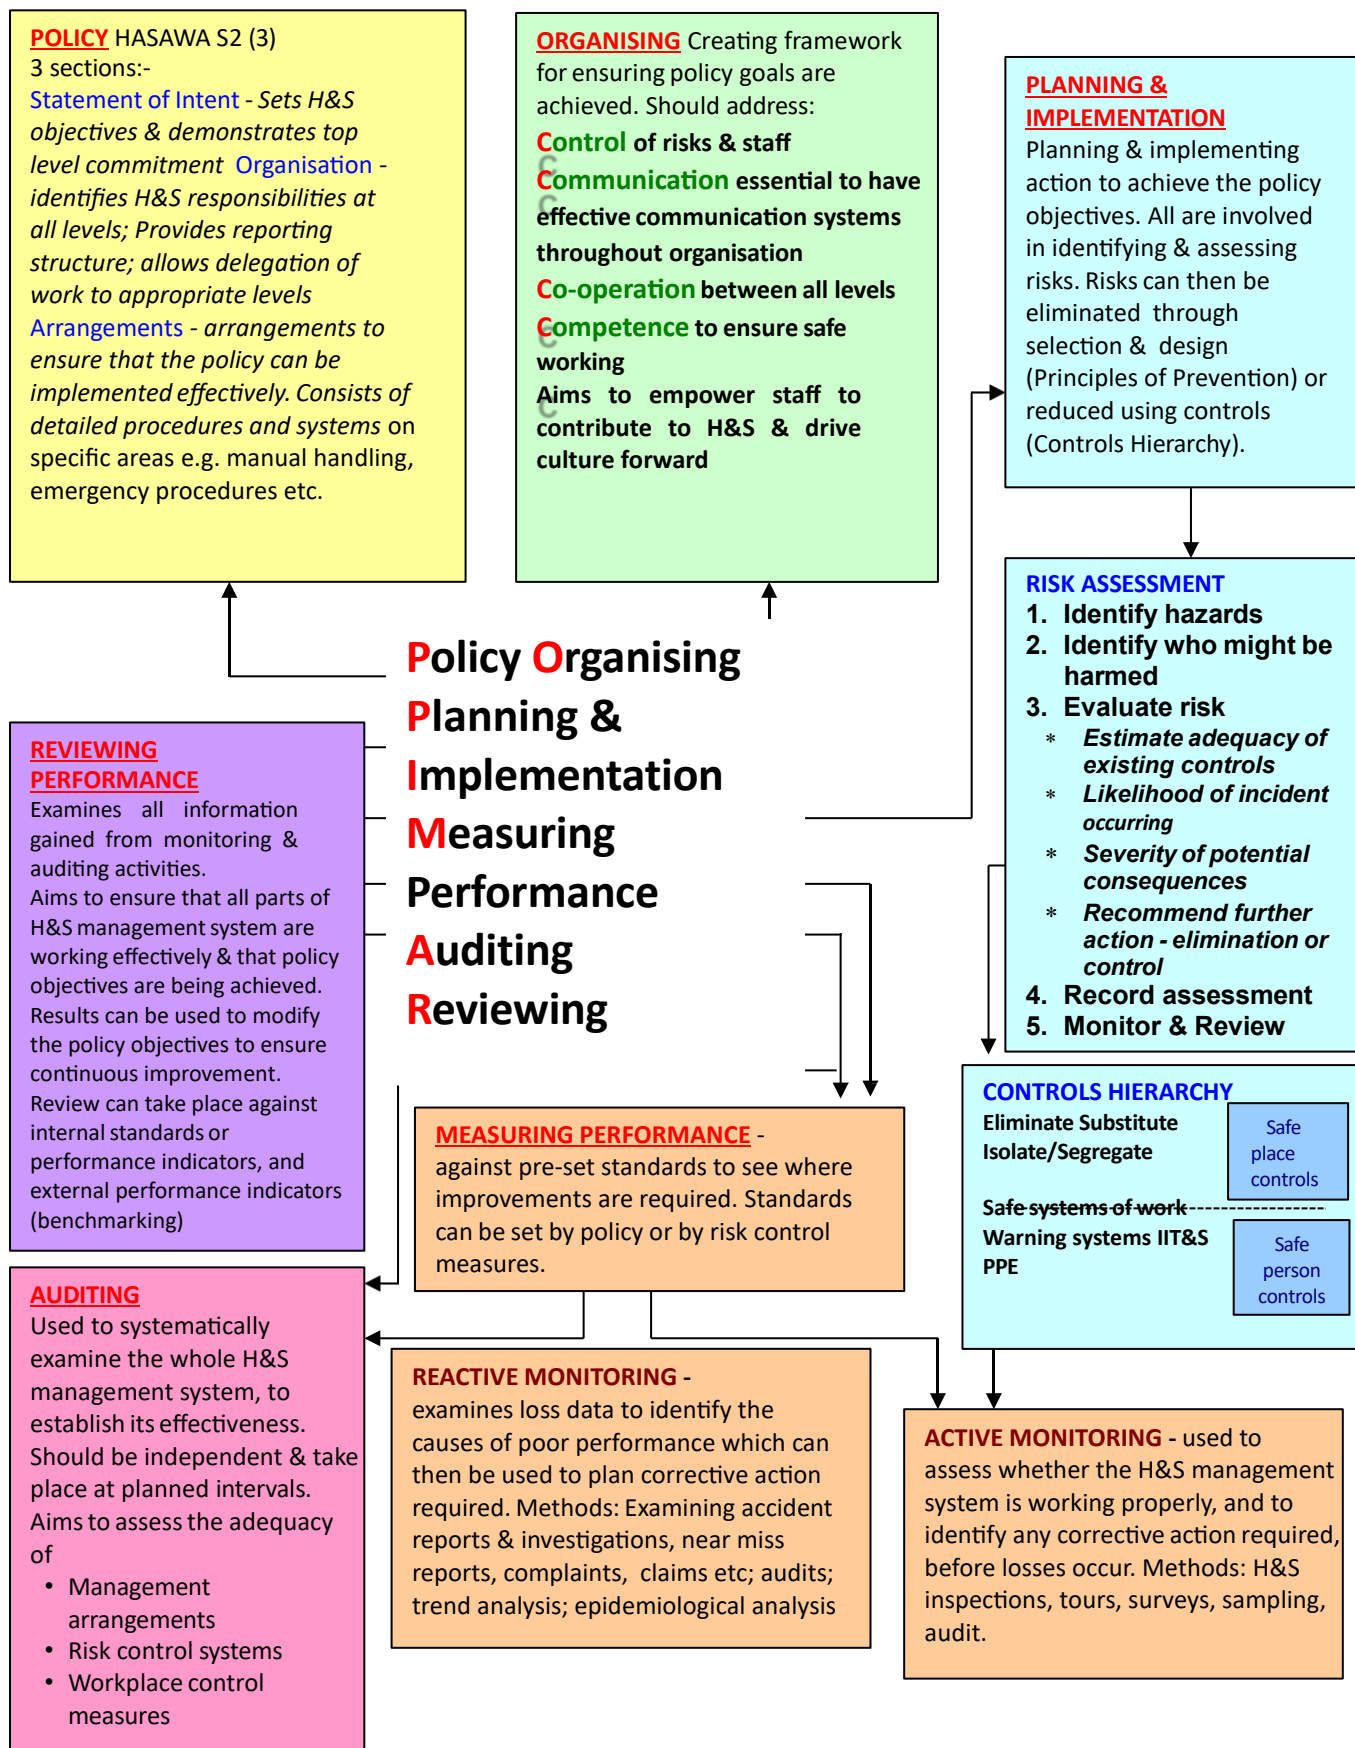 POLICY HASAWA S2 (3)
3 sections:-
Statement of Intent - Sets H&S
objectives & demonstrates top
level commitment Organisation -
identifies H&S responsibilities at
all levels; Provides reporting
structure; allows delegation of
work to appropriate levels
Arrangements - arrangements to
ensure that the policy can be
implemented effectively. Consists of
detailed procedures and systems on
specific areas e.g. manual handling,
emergency procedures etc.
ORGANISING Creating framework
for ensuring policy goals are
achieved. Should address:
Control of risks & staff
C
Communication essential to have
C
effective communication systems
throughout organisation
Co-operation between all levels
Competence to ensure safe
C
working
Aims to empower staff to
C
contribute to H&S & drive
culture forward
PLANNING &
IMPLEMENTATION
Planning & implementing
action to achieve the policy
objectives. All are involved
in identifying & assessing
risks. Risks can then be
eliminated through
selection & design
(Principles of Prevention) or
reduced using controls
(Controls Hierarchy).
RISK ASSESSMENT
1. Identify hazards
2. Identify who might be
harmed
3. Evaluate risk
* Estimate adequacy of
existing controls
* Likelihood of incident
occurring
* Severity of potential
consequences
* Recommend further
action - elimination or
control
4. Record assessment
5. Monitor & Review
Policy Organising
Planning &
Implementation
Measuring
Performance
Auditing
Reviewing
REVIEWING
PERFORMANCE
Examines all information
gained from monitoring &
auditing activities.
Aims to ensure that all parts of
H&S management system are
working effectively & that policy
objectives are being achieved.
Results can be used to modify
the policy objectives to ensure
continuous improvement.
Review can take place against
internal standards or
performance indicators, and
external performance indicators
(benchmarking)
MEASURING PERFORMANCE -
against pre-set standards to see where
improvements are required. Standards
can be set by policy or by risk control
measures.
CONTROLS HIERARCHY
Eliminate Substitute
Isolate/Segregate
Safe
place
controls
Safe systems of work
Warning systems IIT&S
PPE
Safe
person
controls
AUDITING
Used to systematically
examine the whole H&S
management system, to
establish its effectiveness.
Should be independent & take
place at planned intervals.
Aims to assess the adequacy
of
• Management
arrangements
• Risk control systems
• Workplace control
measures
REACTIVE MONITORING -
examines loss data to identify the
causes of poor performance which can
then be used to plan corrective action
required. Methods: Examining accident
reports & investigations, near miss
reports, complaints, claims etc; audits;
trend analysis; epidemiological analysis
ACTIVE MONITORING - used to
assess whether the H&S management
system is working properly, and to
identify any corrective action required,
before losses occur. Methods: H&S
inspections, tours, surveys, sampling,
audit.